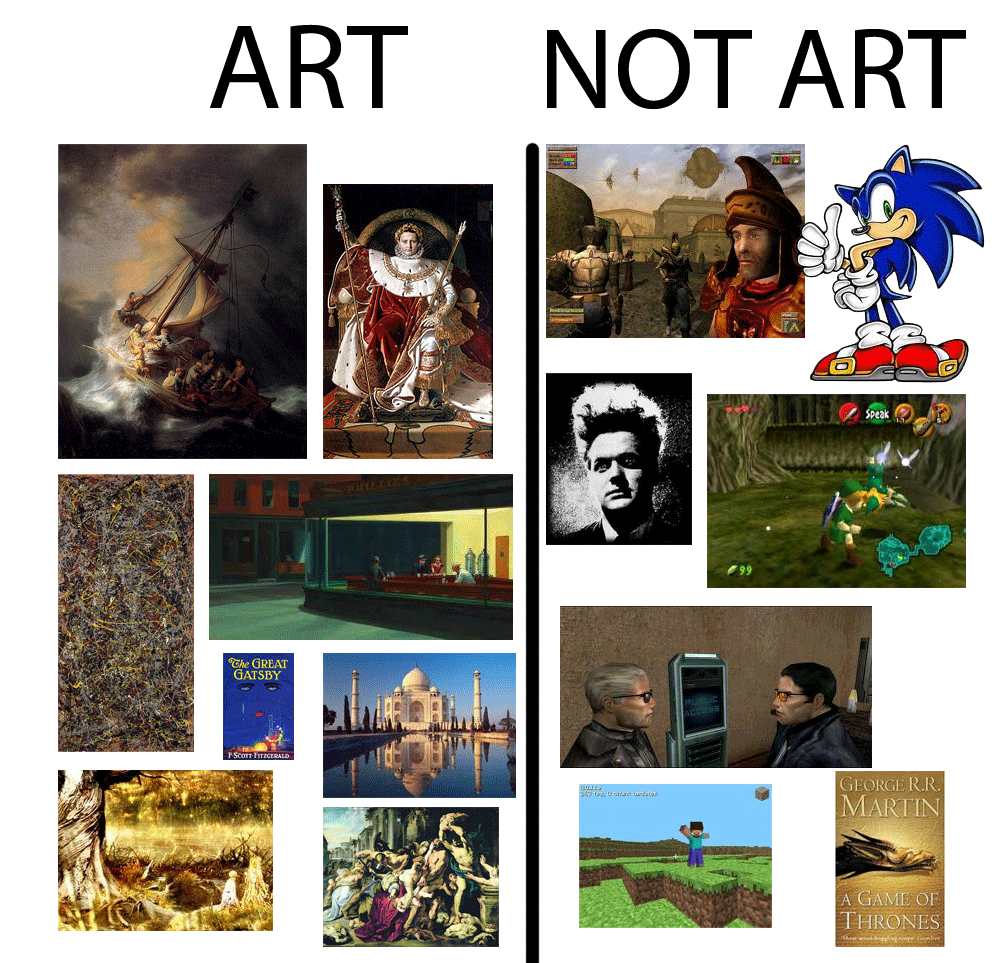 ART
NOT ART
Speak
99
The GREAT
GATSBY
F·SCOTT FITZGERALD
PUBLIC
ACCESS
GEORGE R.R.
MARTIN
A GAME OF
THRONES